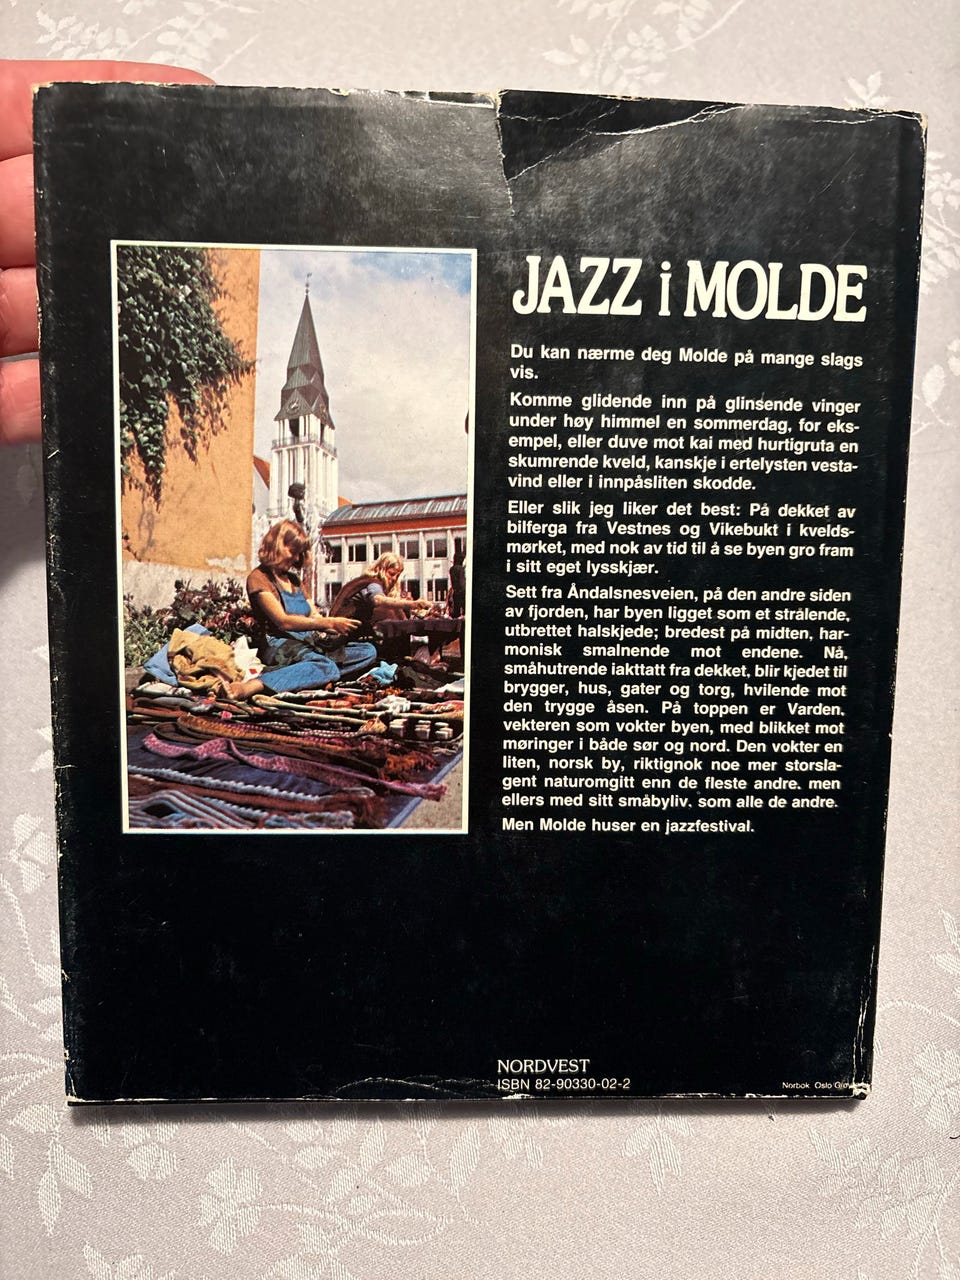 JAZZ i MOLDE
Du kan nærme deg Molde på mange slags
vis.
Komme glidende inn på glinsende vinger
under høy himmel en sommerdag, for eks-
empel, eller duve mot kai med hurtigruta en
skumrende kveld, kanskje i ertelysten vesta-
vind eller i innpåsliten skodde.
Eller slik jeg liker det best: På dekket av
bilferga fra Vestnes og Vikebukt i kvelds-
mørket, med nok av tid til å se byen gro fram
i sitt eget lysskjær.
Sett fra Åndalsnesveien, på den andre siden
av fjorden, har byen ligget som et strålende,
utbrettet halskjede; bredest på midten, har-
monisk smalnende mot endene. Nå,
småhutrende iakttatt fra dekket, blir kjedet til
brygger, hus, gater og torg, hvilende mot
den trygge åsen. På toppen er Varden,
vekteren som vokter byen, med blikket mot
møringer i både sør og nord. Den vokter en
liten, norsk by, riktignok noe mer storsla-
gent naturomgitt enn de fleste andre, men
ellers med sitt småbyliv, som alle de andre.
Men Molde huser en jazzfestival.
NORDVEST
ISBN 82-90330-02-2
Norbok Oslo